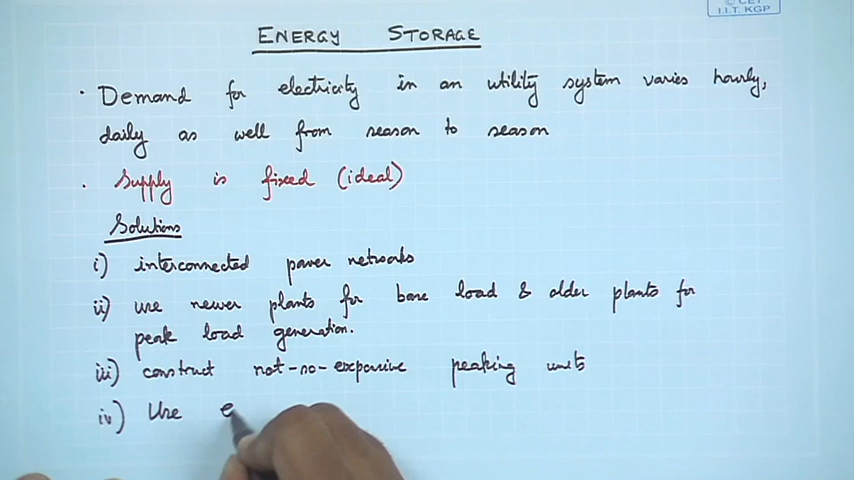 © CET
I.I.T. KGP
ENERGY STORAGE
· Demand for electricity in an utility system varies hourly,
daily as well from season to season
· Supply is fixed (ideal)
Solutions
i) interconnected power networks
ii) use newer plants for base load & older plants for
peak load generation.
iii) construct not-so-expensive peaking units
iv) Use e